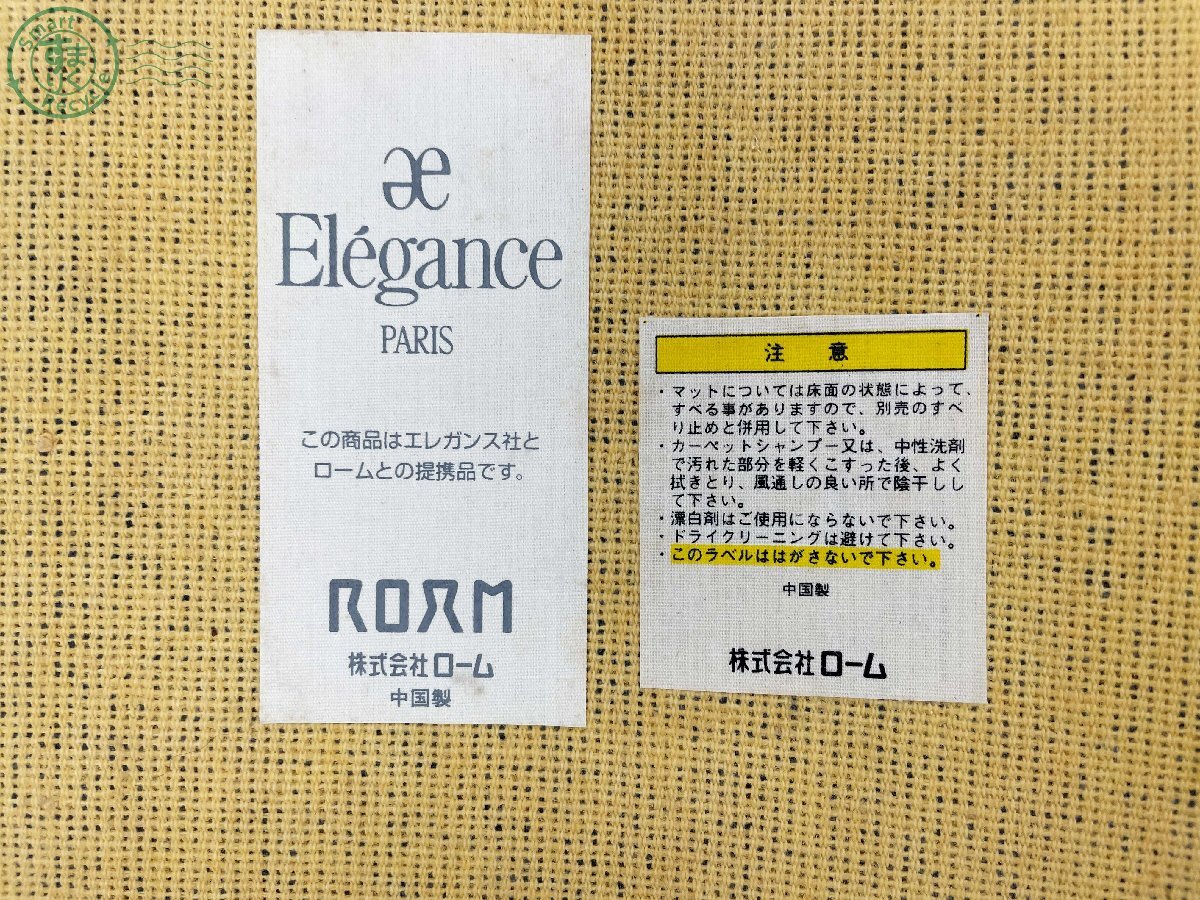 Smart
すまりく
RECYCLE
æ
Elégance
PARIS
この商品はエレガンス社と
ロームとの提携品です。
ROAM
株式会社ローム
中国製
注 意
・マットについては床面の状態によって、
すべる事がありますので、別売のすべ
り止めと併用して下さい。
・カーペットシャンプー又は、中性洗剤
で汚れた部分を軽くこすった後、よく
拭きとり、風通しの良い所で陰干しし
て下さい。
・漂白剤はご使用にならないで下さい。
・ドライクリーニングは避けて下さい。
・このラベルははがさないで下さい。
中国製
株式会社ローム